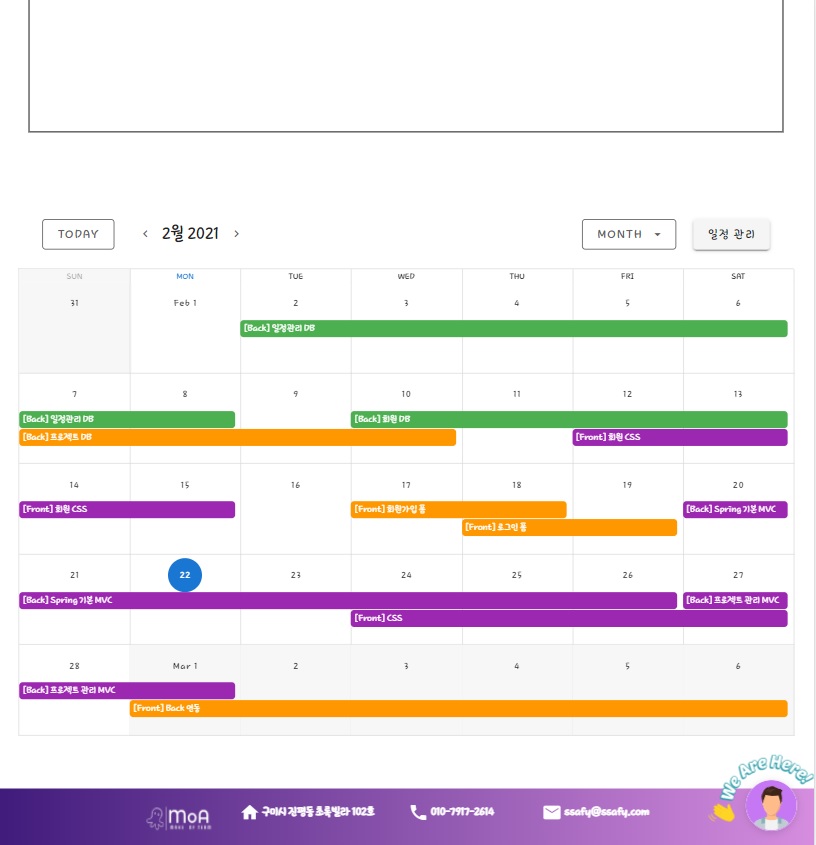 TODAY
2월 2021
MONTH
일정 관리
SUN MON TUE WED THU FRI SAT
31 Feb 1 2 3 4 5 6
[Back] 일정관리 DB
7 8 9 10 11 12 13
[Back] 일정관리 DB [Back] 회원 DB
[Back] 프로젝트 DB [Front] 회원 CSS
14 15 16 17 18 19 20
[Front] 회원 CSS [Front] 회원가입 폼 [Back] Spring 기본 MVC
[Front] 로그인 폼
21 22 23 24 25 26 27
[Back] Spring 기본 MVC [Back] 프로젝트 관리 MVC
[Front] CSS
28 Mar 1 2 3 4 5 6
[Back] 프로젝트 관리 MVC
[Front] Back 연동
We Are Here!
MoA 구미시 진평동 초록빌라 102호 010-7917-2614 ssafy@ssafy.com
MADE BY TEAM